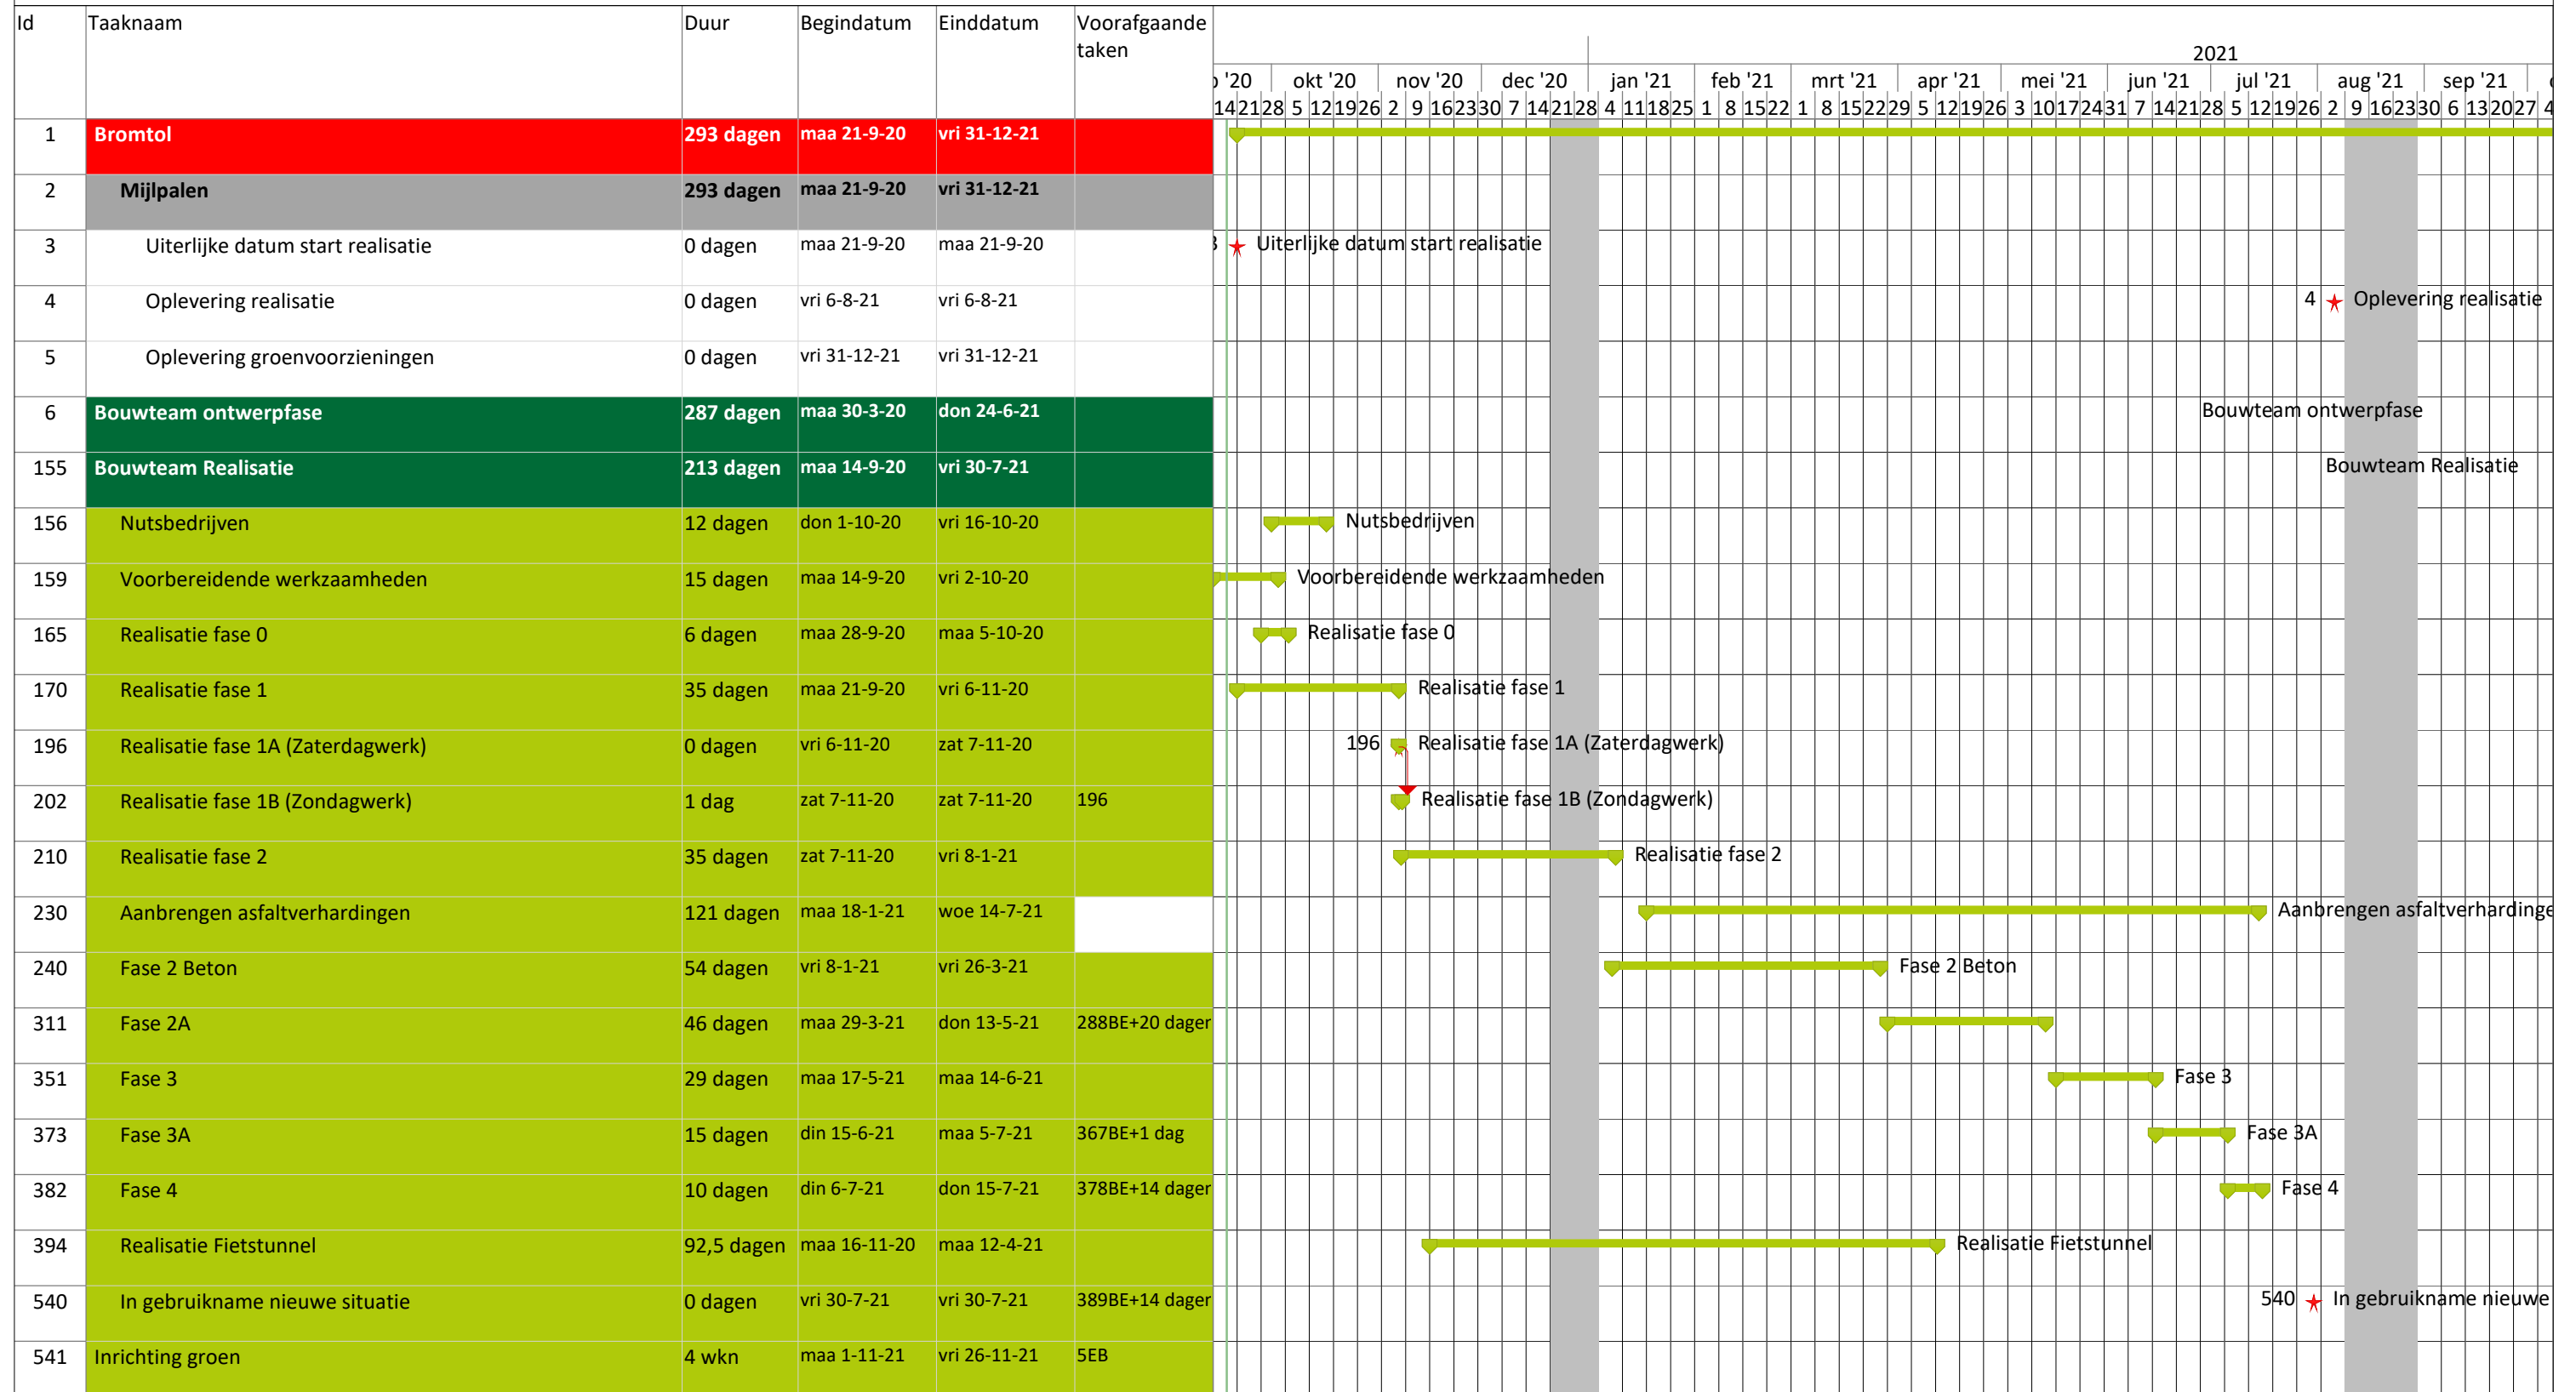 Id Taaknaam Duur Begindatum Einddatum Voorafgaande
taken
2021
'20 okt '20 nov '20 dec '20 jan '21 feb '21 mrt '21 apr '21 mei '21 jun '21 jul '21 aug '21 sep '21
14 21 28 5 12 19 26 2 9 16 23 30 7 14 21 28 4 11 18 25 1 8 15 22 1 8 15 22 29 5 12 19 26 3 10 17 24 31 7 14 21 28 5 12 19 26 2 9 16 23 30 6 13 20 27 4
1 Bromtol 293 dagen maa 21-9-20 vri 31-12-21
2 Mijlpalen 293 dagen maa 21-9-20 vri 31-12-21
3 Uiterlijke datum start realisatie 0 dagen maa 21-9-20 maa 21-9-20 3 Uiterlijke datum start realisatie
4 Oplevering realisatie 0 dagen vri 6-8-21 vri 6-8-21 4 Oplevering realisatie
5 Oplevering groenvoorzieningen 0 dagen vri 31-12-21 vri 31-12-21
6 Bouwteam ontwerpfase 287 dagen maa 30-3-20 don 24-6-21 Bouwteam ontwerpfase
155 Bouwteam Realisatie 213 dagen maa 14-9-20 vri 30-7-21 Bouwteam Realisatie
156 Nutsbedrijven 12 dagen don 1-10-20 vri 16-10-20 Nutsbedrijven
159 Voorbereidende werkzaamheden 15 dagen maa 14-9-20 vri 2-10-20 Voorbereidende werkzaamheden
165 Realisatie fase 0 6 dagen maa 28-9-20 maa 5-10-20 Realisatie fase 0
170 Realisatie fase 1 35 dagen maa 21-9-20 vri 6-11-20 Realisatie fase 1
196 Realisatie fase 1A (Zaterdagwerk) 0 dagen vri 6-11-20 zat 7-11-20 196 Realisatie fase 1A (Zaterdagwerk)
202 Realisatie fase 1B (Zondagwerk) 1 dag zat 7-11-20 zat 7-11-20 196 Realisatie fase 1B (Zondagwerk)
210 Realisatie fase 2 35 dagen zat 7-11-20 vri 8-1-21 Realisatie fase 2
230 Aanbrengen asfaltverhardingen 121 dagen maa 18-1-21 woe 14-7-21 Aanbrengen asfaltverhardinge
240 Fase 2 Beton 54 dagen vri 8-1-21 vri 26-3-21 Fase 2 Beton
311 Fase 2A 46 dagen maa 29-3-21 don 13-5-21 288BE+20 dagen
351 Fase 3 29 dagen maa 17-5-21 maa 14-6-21 Fase 3
373 Fase 3A 15 dagen din 15-6-21 maa 5-7-21 367BE+1 dag Fase 3A
382 Fase 4 10 dagen din 6-7-21 don 15-7-21 378BE+14 dagen Fase 4
394 Realisatie Fietstunnel 92,5 dagen maa 16-11-20 maa 12-4-21 Realisatie Fietstunnel
540 In gebruikname nieuwe situatie 0 dagen vri 30-7-21 vri 30-7-21 389BE+14 dagen 540 In gebruikname nieuwe
541 Inrichting groen 4 wkn maa 1-11-21 vri 26-11-21 5EB